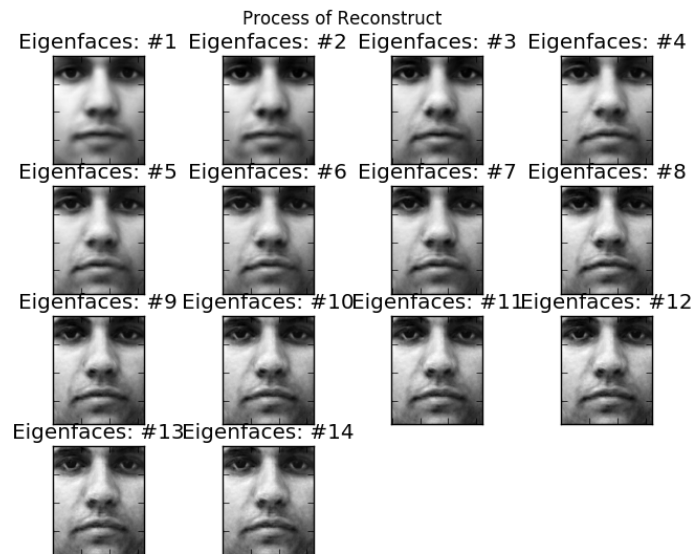 Process of Reconstruct
Eigenfaces: #1 Eigenfaces: #2 Eigenfaces: #3 Eigenfaces: #4
Eigenfaces: #5 Eigenfaces: #6 Eigenfaces: #7 Eigenfaces: #8
Eigenfaces: #9 Eigenfaces: #10 Eigenfaces: #11 Eigenfaces: #12
Eigenfaces: #13 Eigenfaces: #14